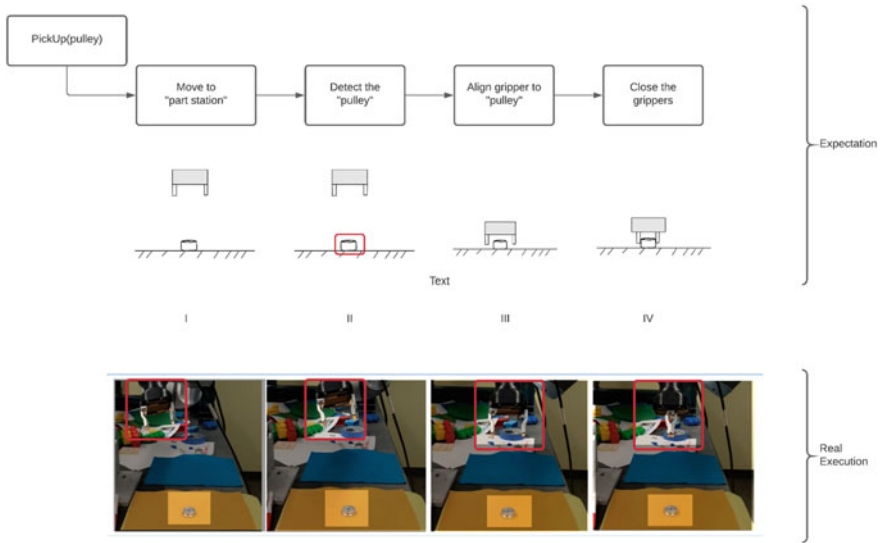 PickUp(pulley)
Move to
"part station"
Detect the
"pulley"
Align gripper to
"pulley"
Close the
grippers
Expectation
Text
I
II
III
IV
Real
Execution